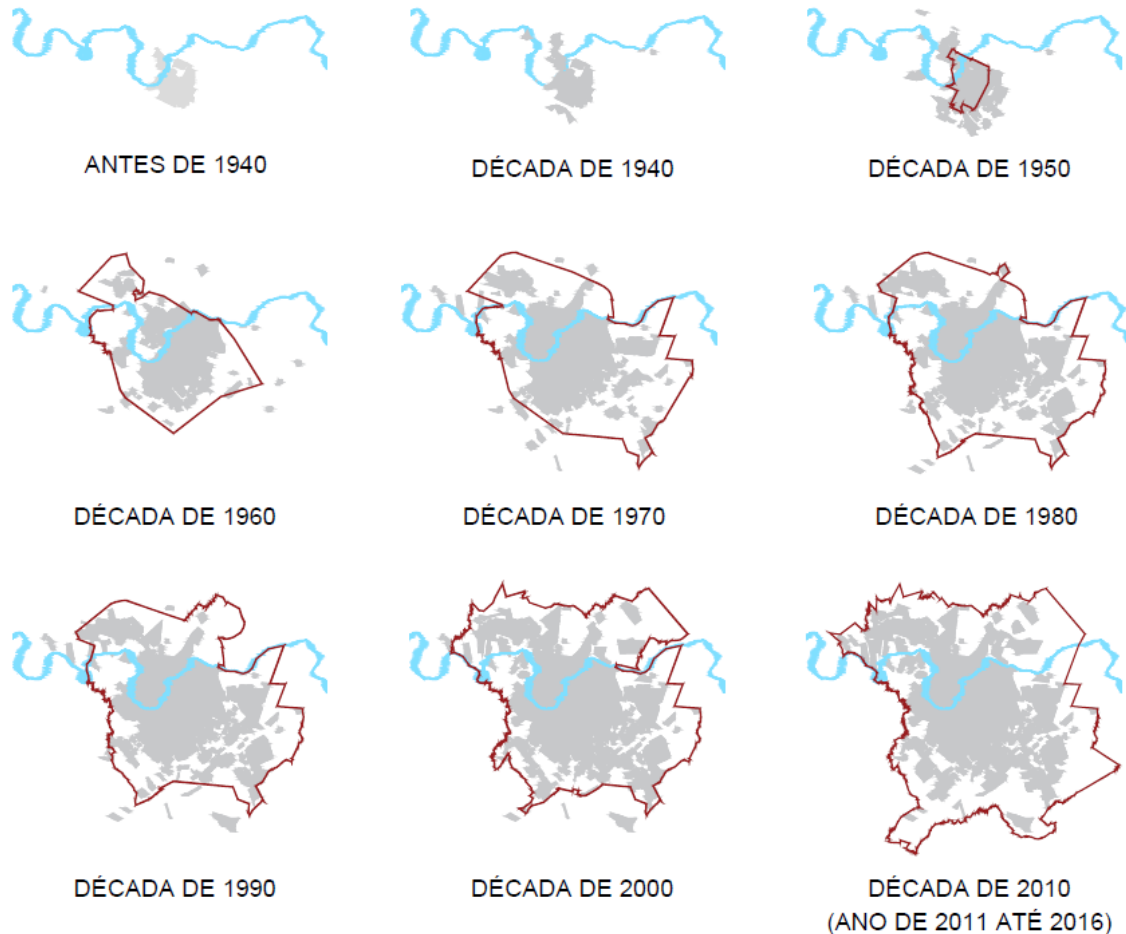 ANTES DE 1940
DÉCADA DE 1940
DÉCADA DE 1950
DÉCADA DE 1960
DÉCADA DE 1970
DÉCADA DE 1980
DÉCADA DE 1990
DÉCADA DE 2000
DÉCADA DE 2010
(ANO DE 2011 ATÉ 2016)